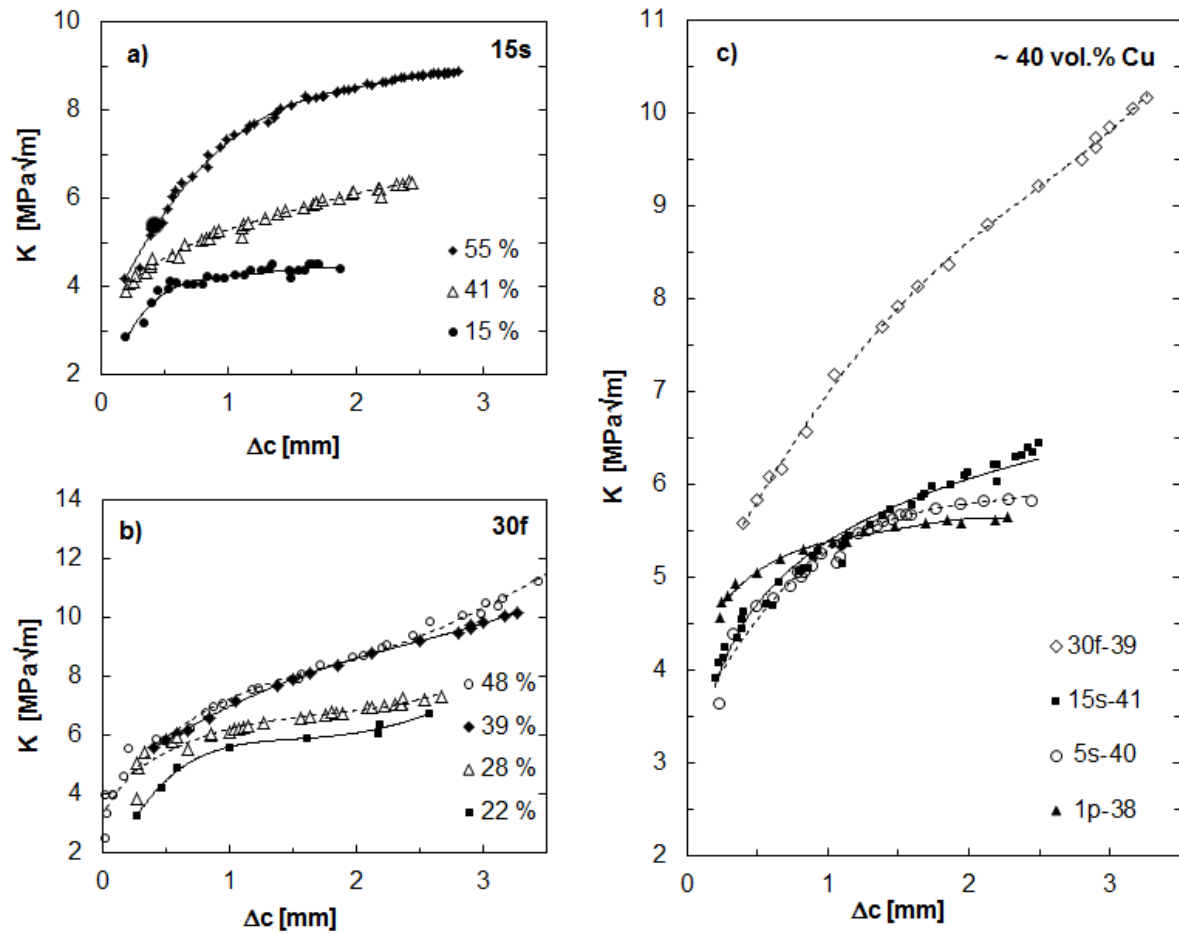 a)
15s
10
8
6
4
2
K [MPa√m]
55 %
41 %
15 %
0
1
2
3
Δc [mm]
b)
30f
14
12
10
8
6
4
2
K [MPa√m]
48 %
39 %
28 %
22 %
0
1
2
3
Δc [mm]
c)
~ 40 vol.% Cu
11
10
9
8
7
6
5
4
3
2
K [MPa√m]
30f-39
15s-41
5s-40
1p-38
0
1
2
3
Δc [mm]